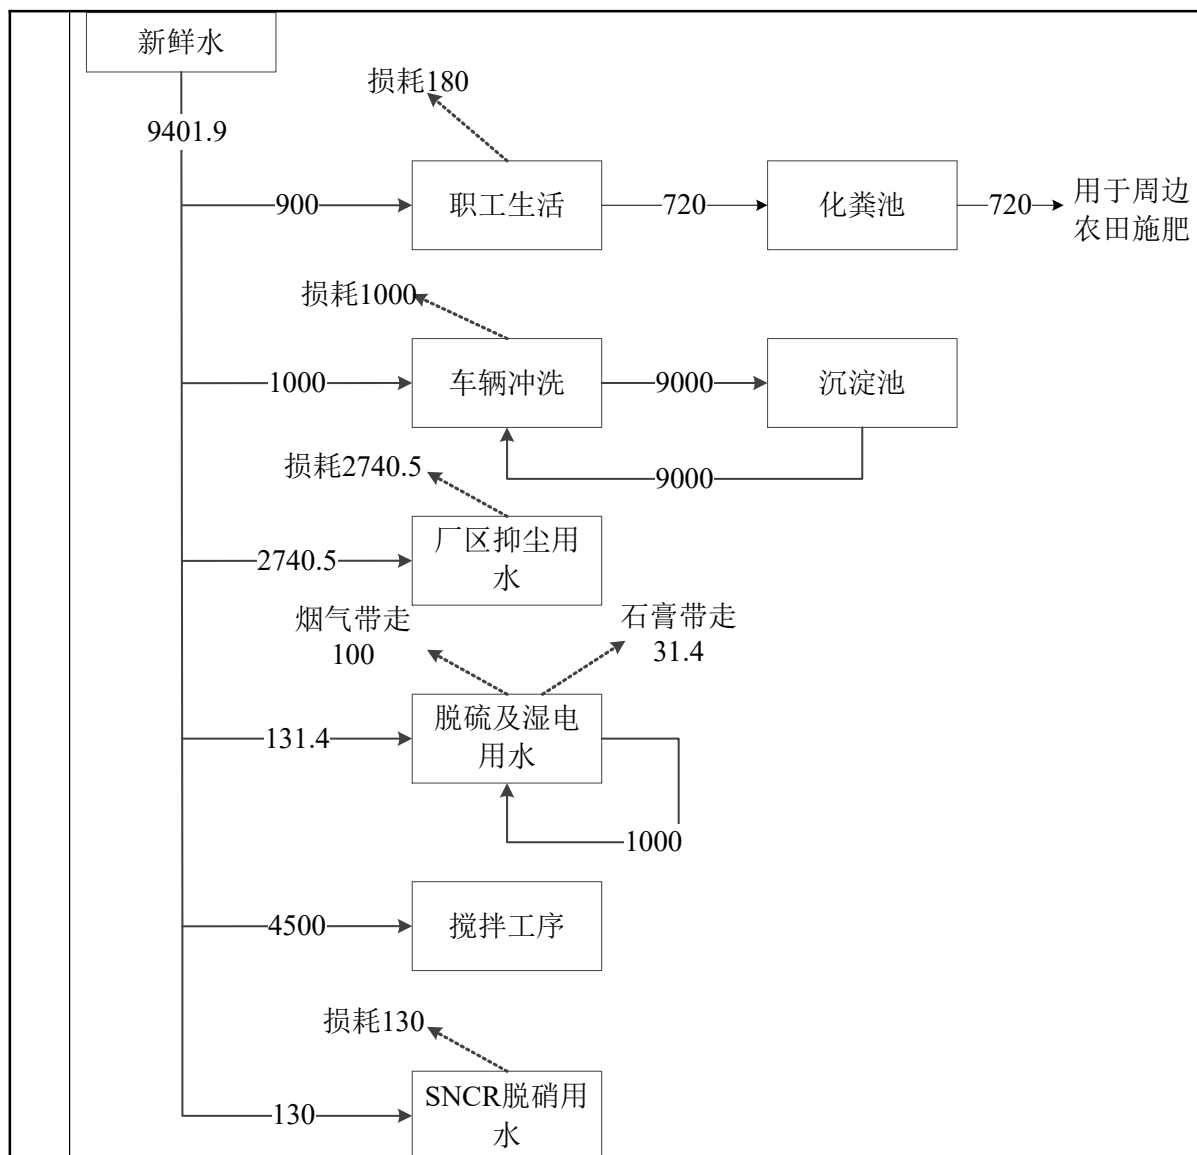 新鲜水
9401.9
损耗180
900
职工生活
720
化粪池
720
用于周边
农田施肥
损耗1000
1000
车辆冲洗
9000
沉淀池
9000
损耗2740.5
2740.5
厂区抑尘用
水
烟气带走
100
石膏带走
31.4
131.4
脱硫及湿电
用水
1000
4500
搅拌工序
损耗130
130
SNCR脱硝用
水